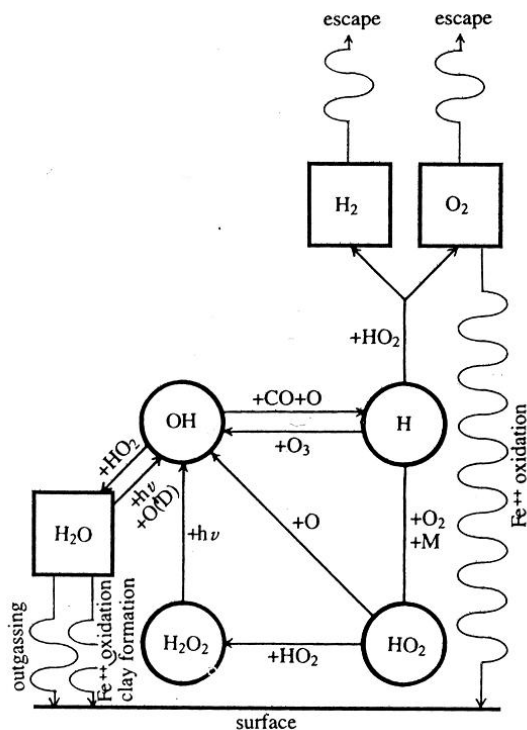 escape
escape
H₂
O₂
+HO₂
+CO+O
OH
H
+O₃
+HO₂
+hν
+O(¹D)
H₂O
+hν
+O
+O₂
+M
Fe⁺⁺ oxidation
outgassing
Fe⁺⁺ oxidation
clay formation
H₂O₂
+HO₂
HO₂
surface